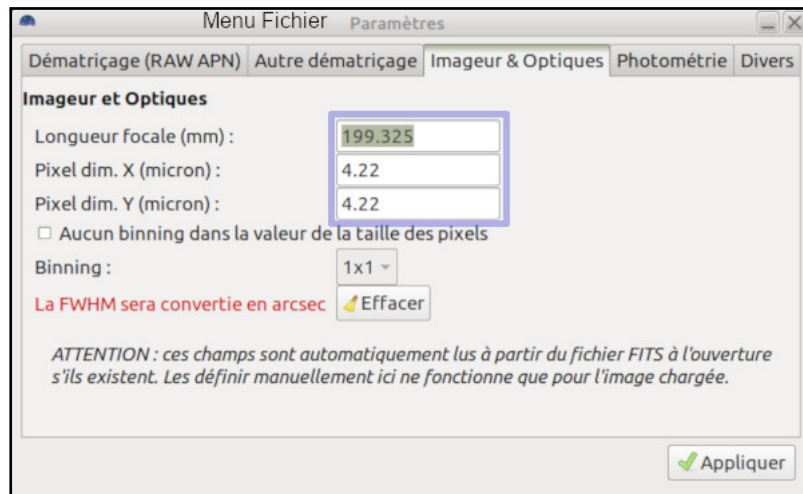 Menu Fichier Paramètres
Dématriçage (RAW APN) Autre dématriçage Imageur & Optiques Photométrie Divers
Imageur et Optiques
Longueur focale (mm) : 199.325
Pixel dim. X (micron) : 4.22
Pixel dim. Y (micron) : 4.22
Aucun binning dans la valeur de la taille des pixels
Binning : 1x1
La FWHM sera convertie en arcsec Effacer
ATTENTION : ces champs sont automatiquement lus à partir du fichier FITS à l'ouverture
s'ils existent. Les définir manuellement ici ne fonctionne que pour l'image chargée.
Appliquer